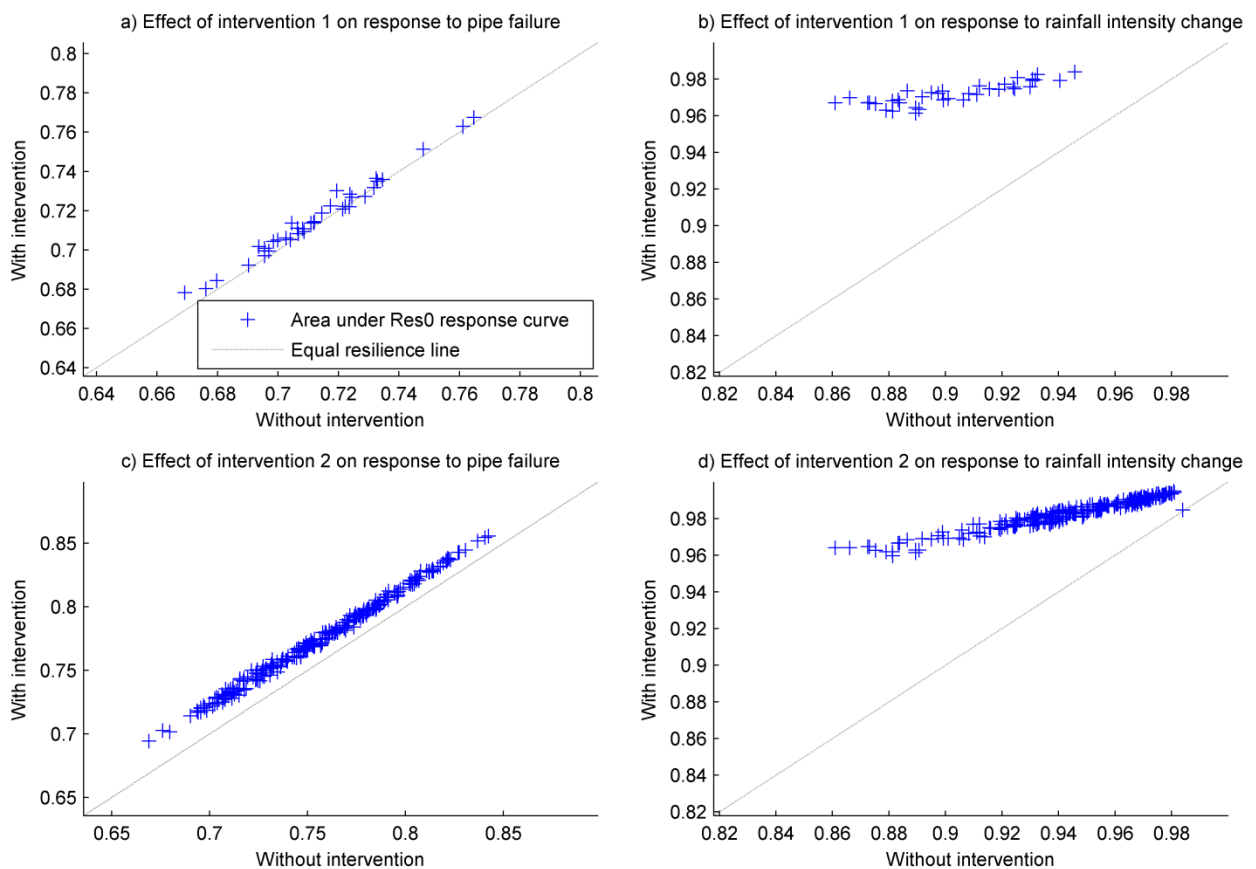 a) Effect of intervention 1 on response to pipe failure
0.8
0.78
0.76
0.74
0.72
0.7
0.68
0.66
0.64
With intervention
Area under Res0 response curve
Equal resilience line
0.64 0.66 0.68 0.7 0.72 0.74 0.76 0.78 0.8
Without intervention
b) Effect of intervention 1 on response to rainfall intensity change
0.98
0.96
0.94
0.92
0.9
0.88
0.86
0.84
0.82
With intervention
0.82 0.84 0.86 0.88 0.9 0.92 0.94 0.96 0.98
Without intervention
c) Effect of intervention 2 on response to pipe failure
0.85
0.8
0.75
0.7
0.65
With intervention
0.65 0.7 0.75 0.8 0.85
Without intervention
d) Effect of intervention 2 on response to rainfall intensity change
0.98
0.96
0.94
0.92
0.9
0.88
0.86
0.84
0.82
With intervention
0.82 0.84 0.86 0.88 0.9 0.92 0.94 0.96 0.98
Without intervention